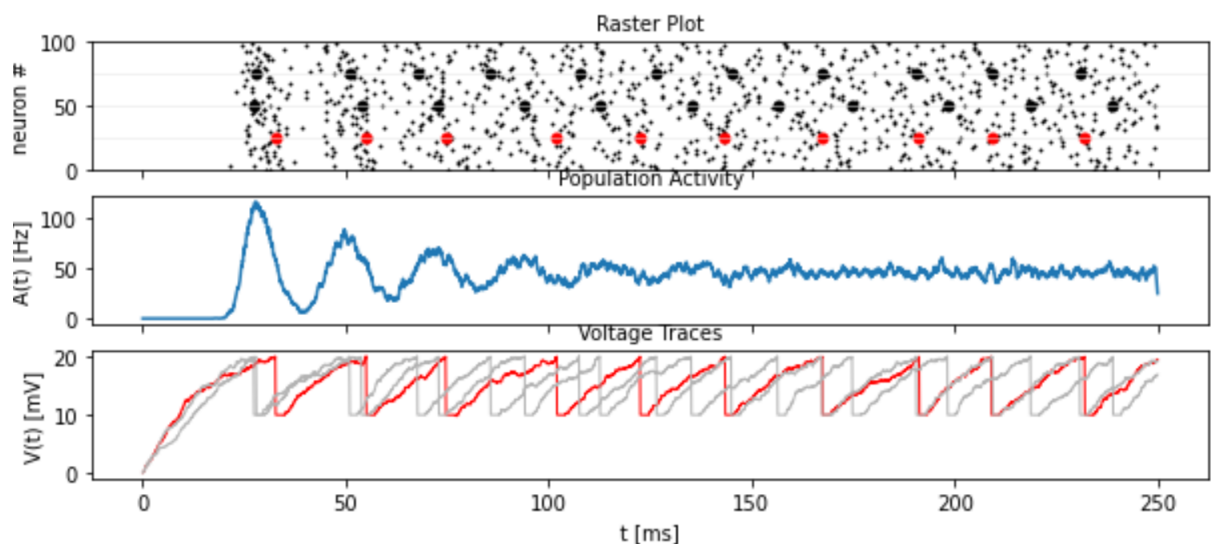 Raster Plot
neuron #
100
50
0
Population Activity
A(t) [Hz]
100
50
0
Voltage Traces
V(t) [mV]
20
10
0
0 50 100 150 200 250
t [ms]